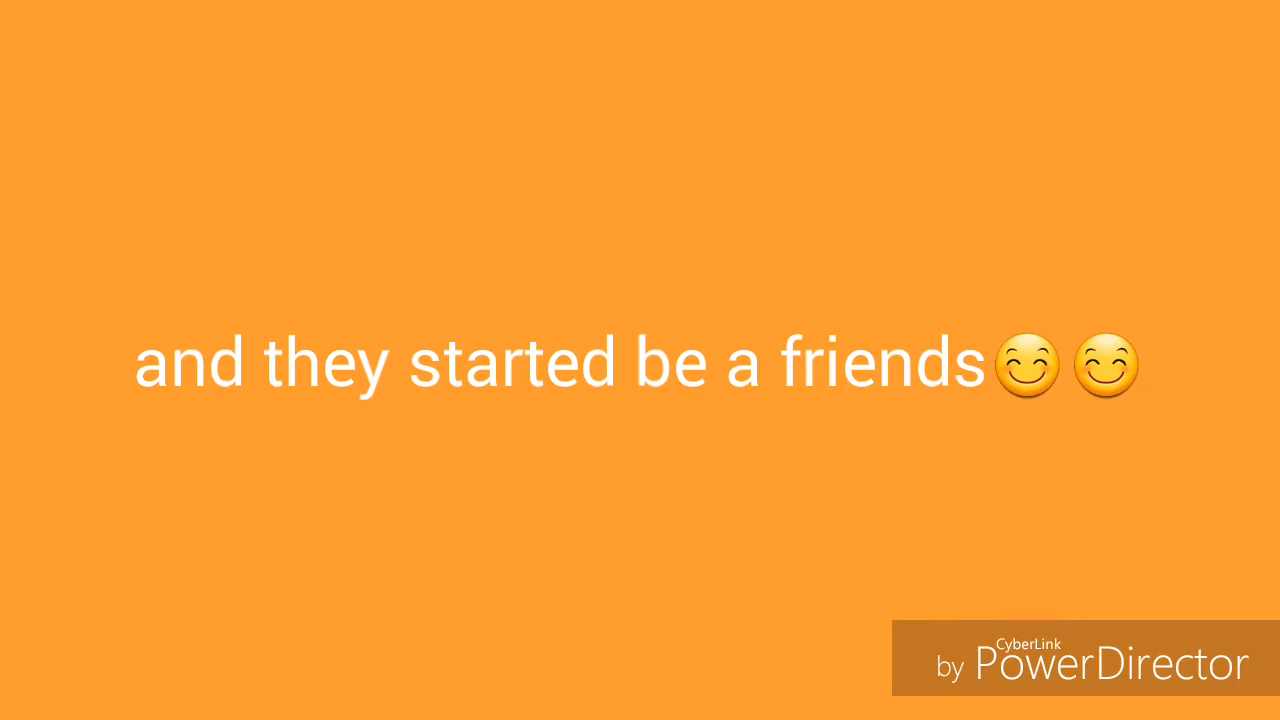 and they started be a friends😊😊
CyberLink
by PowerDirector